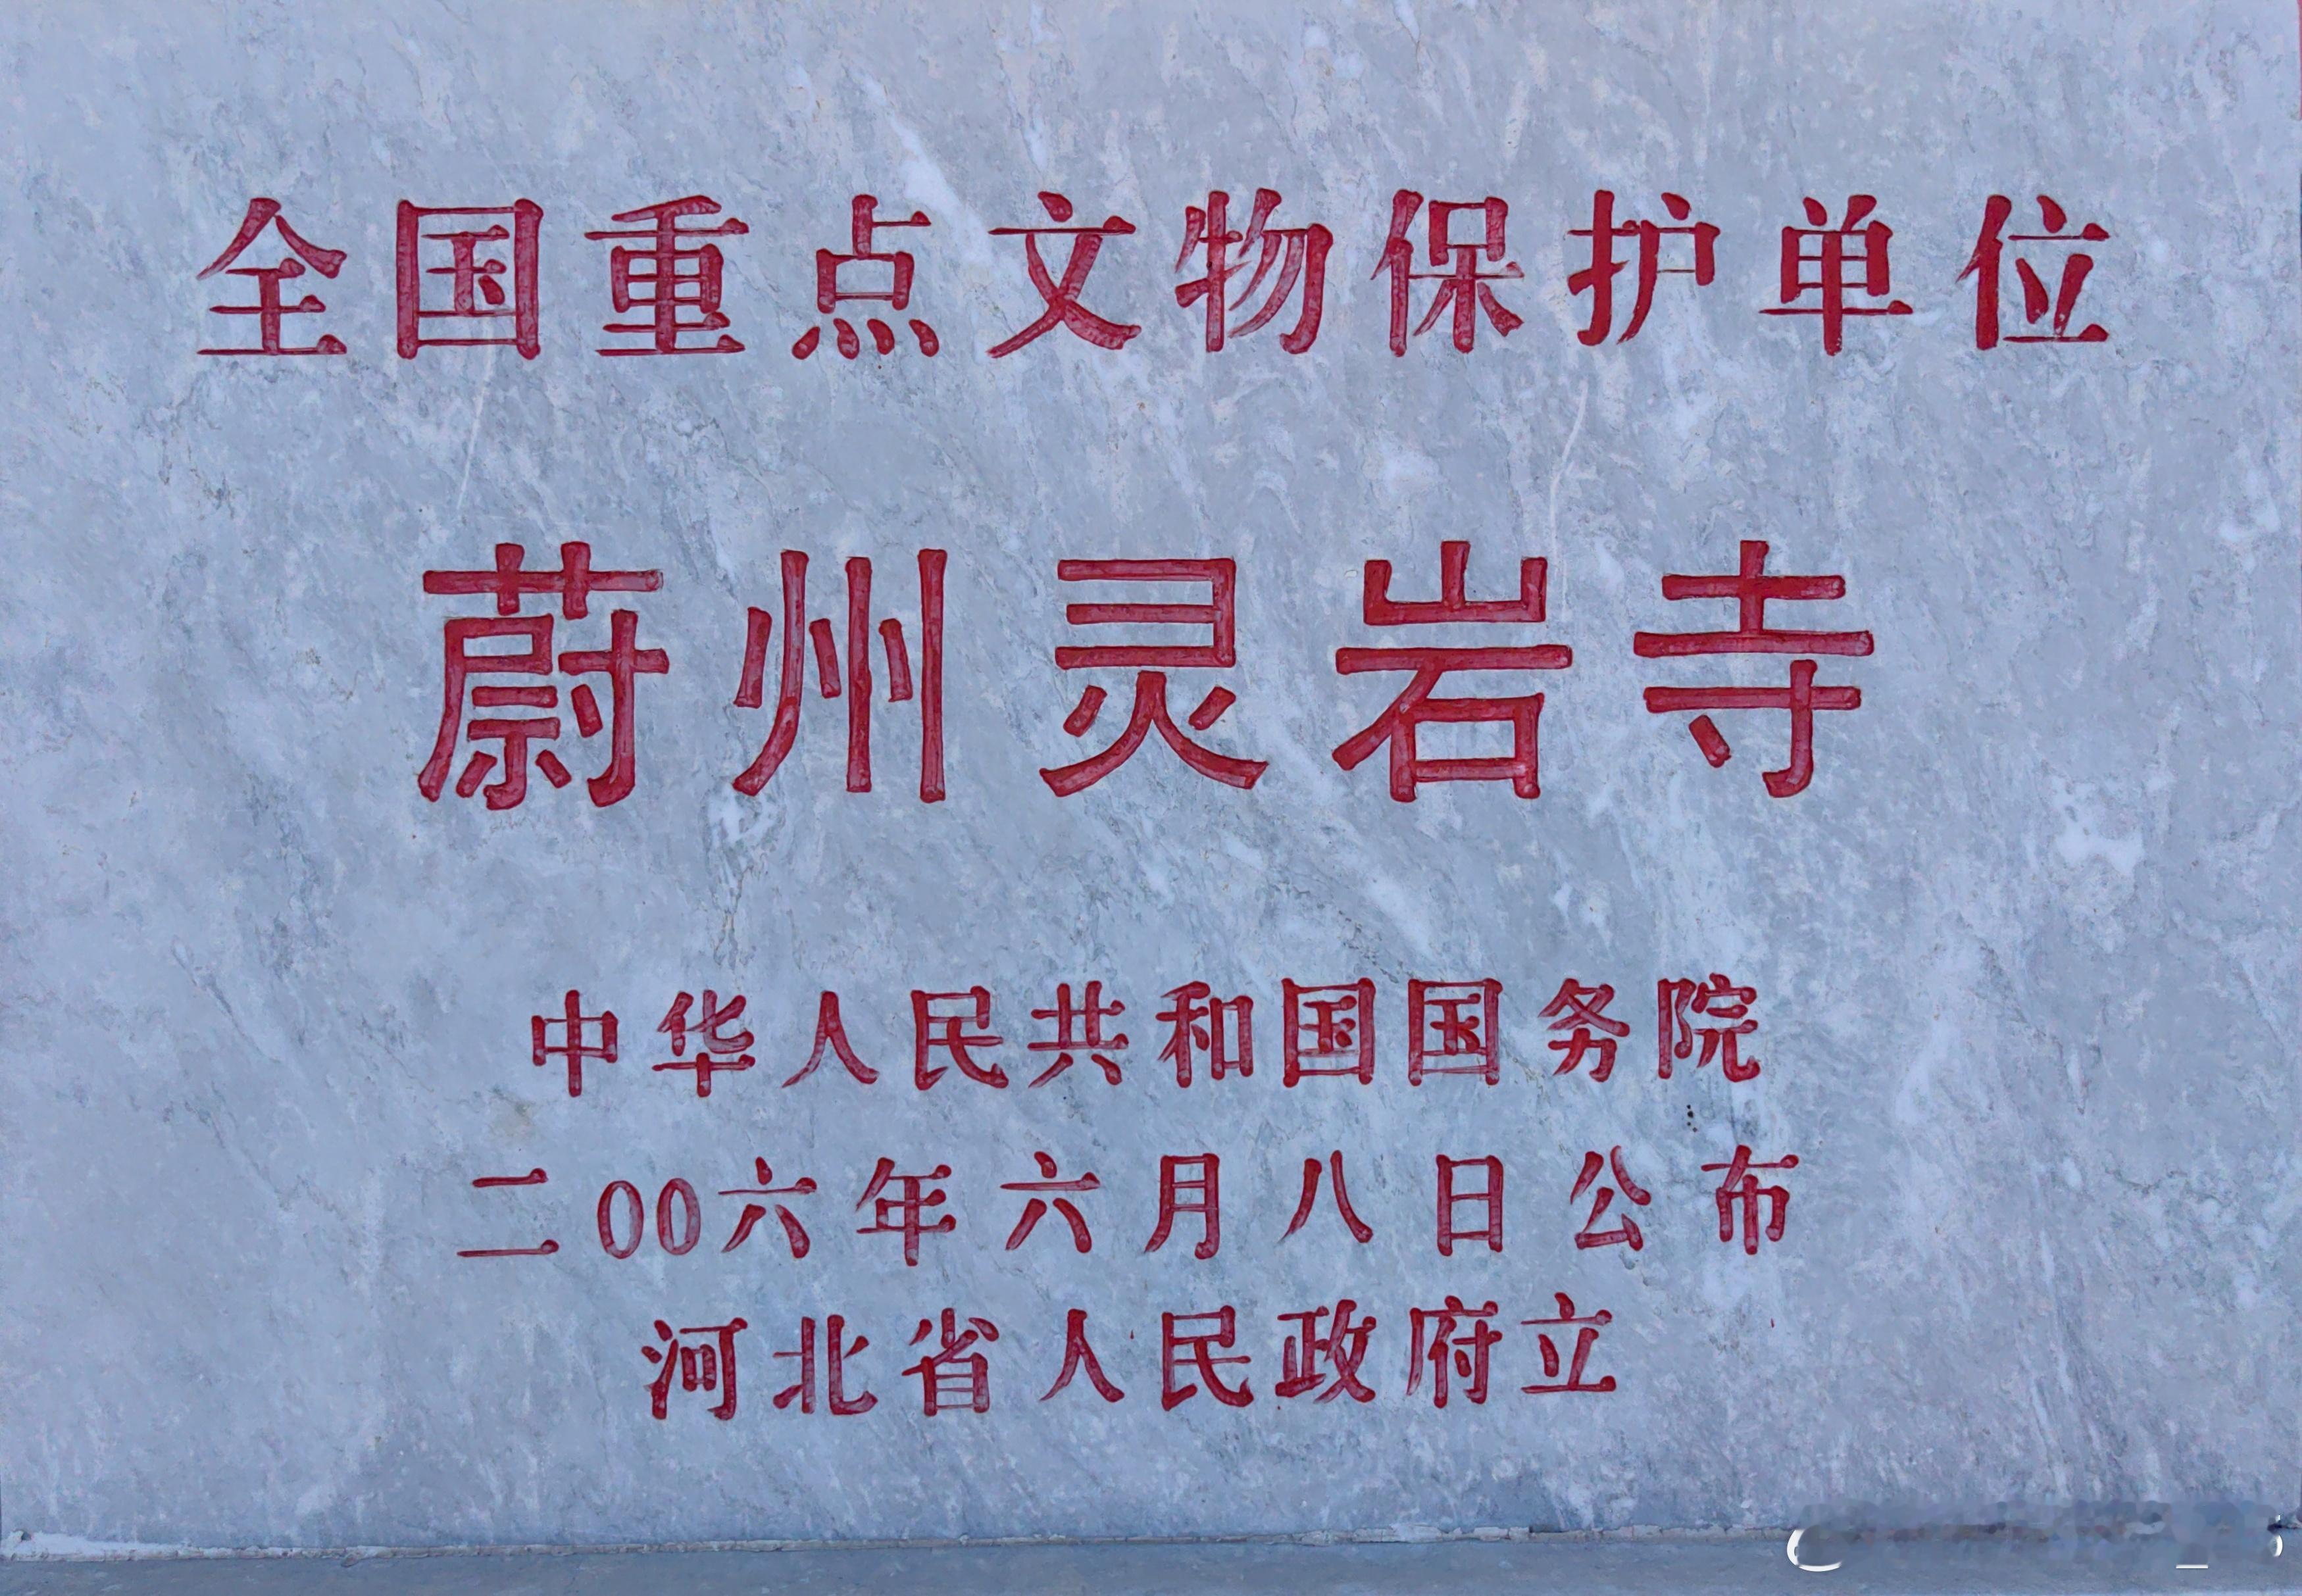 全国重点文物保护单位
蔚州灵岩寺
中华人民共和国国务院
二00六年六月八日公布
河北省人民政府立